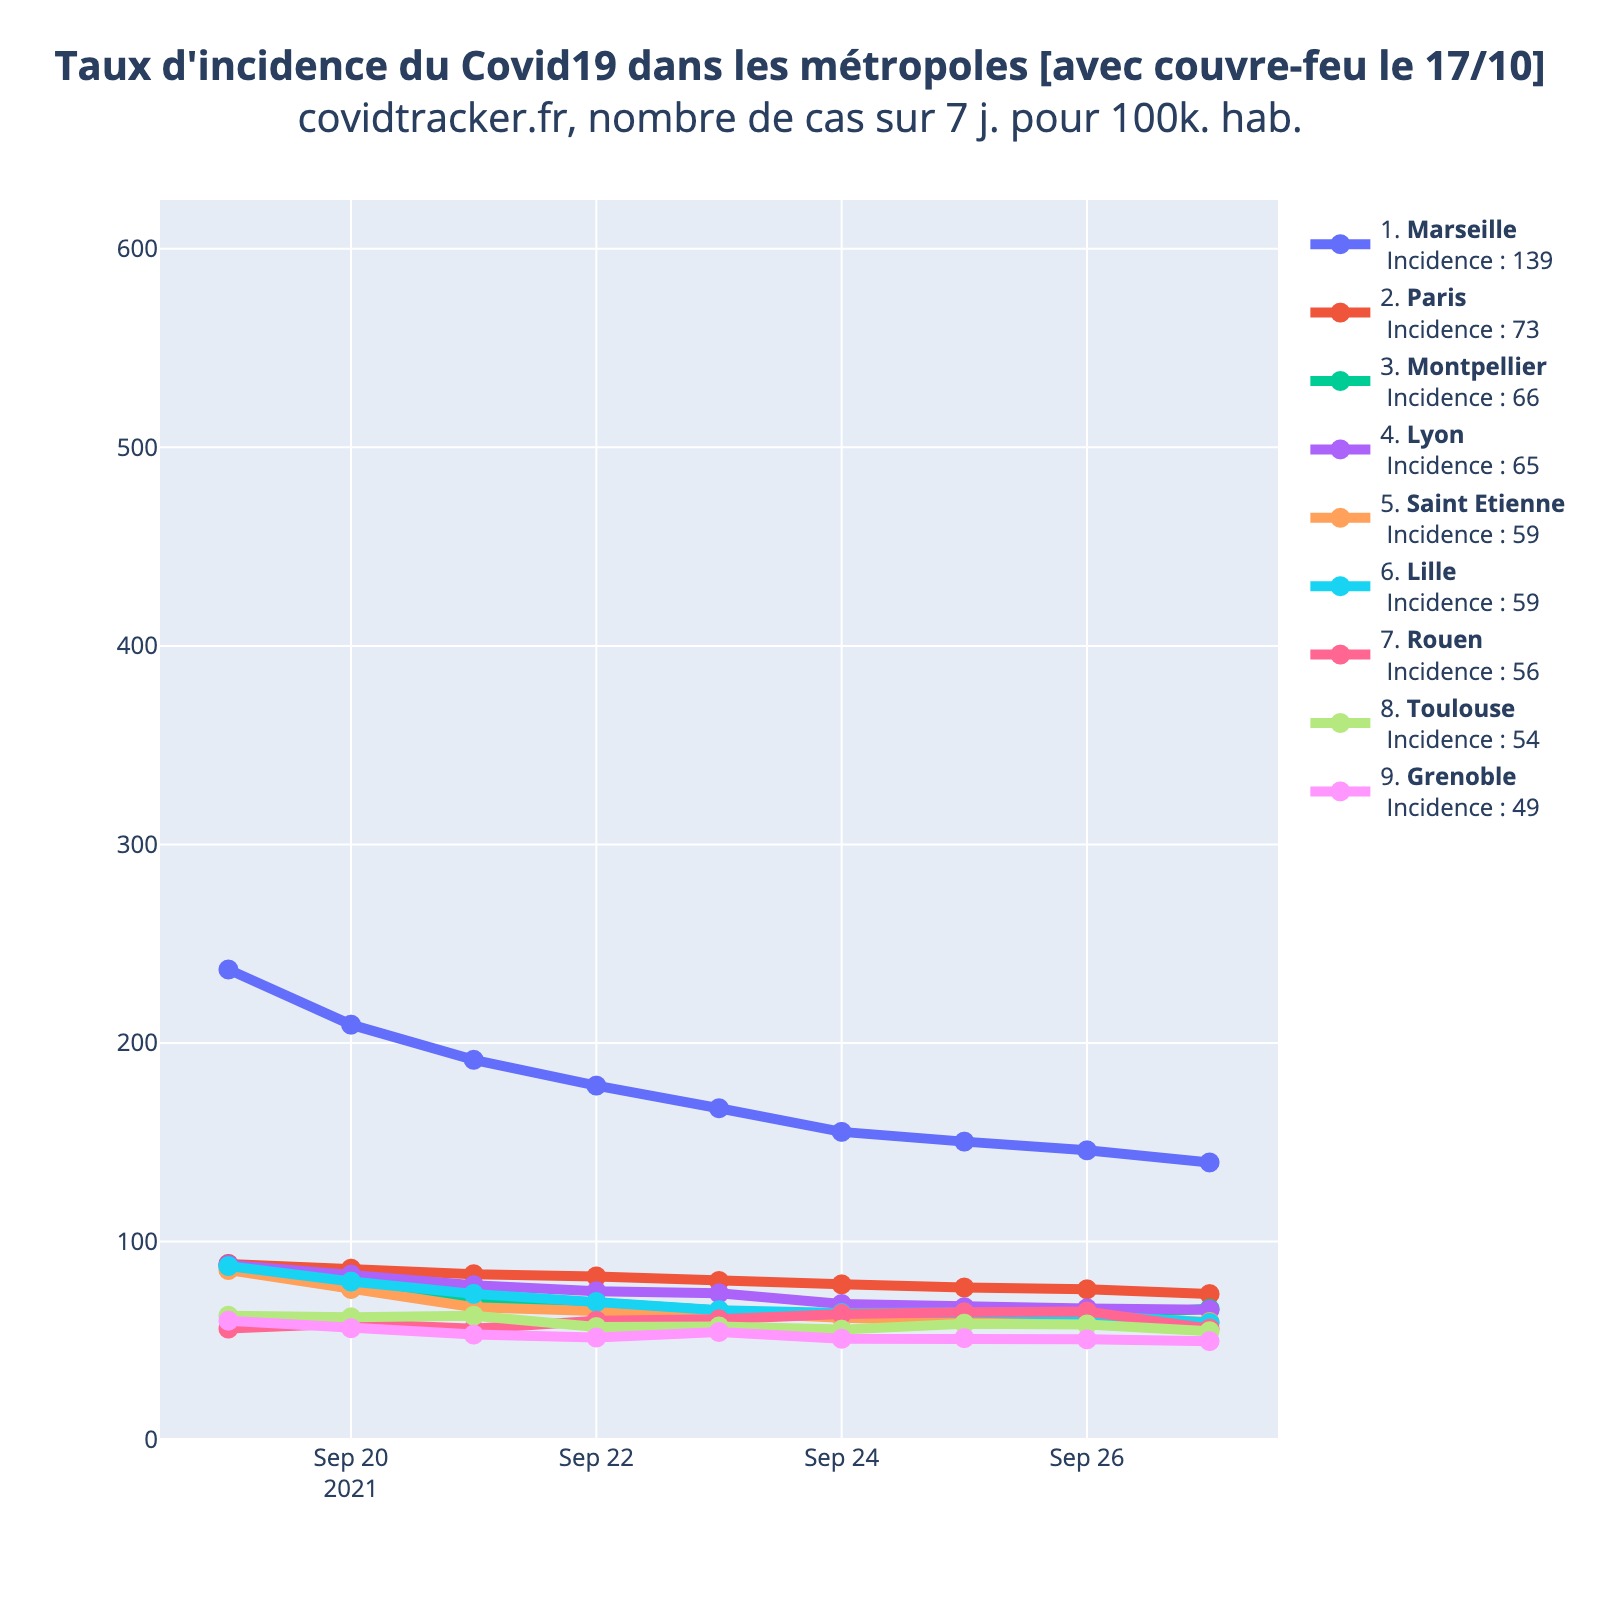 Taux d'incidence du Covid19 dans les métropoles [avec couvre-feu le 17/10]
covidtracker.fr, nombre de cas sur 7 j. pour 100k. hab.
600
500
400
300
200
100
0
Sep 20
2021
Sep 22
Sep 24
Sep 26
1. Marseille
Incidence : 139
2. Paris
Incidence : 73
3. Montpellier
Incidence : 66
4. Lyon
Incidence : 65
5. Saint Etienne
Incidence : 59
6. Lille
Incidence : 59
7. Rouen
Incidence : 56
8. Toulouse
Incidence : 54
9. Grenoble
Incidence : 49